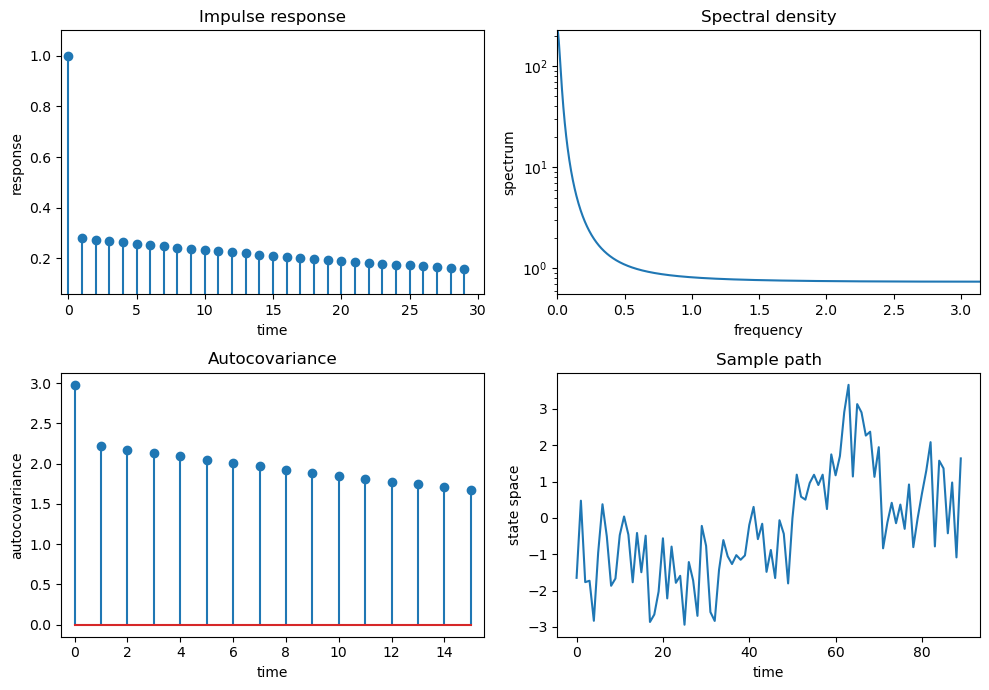 Impulse response
1.0
0.8
0.6
0.4
0.2
response
0 5 10 15 20 25 30
time
Spectral density
10²
10¹
10⁰
spectrum
0.0 0.5 1.0 1.5 2.0 2.5 3.0
frequency
Autocovariance
3.0
2.5
2.0
1.5
1.0
0.5
0.0
autocovariance
0 2 4 6 8 10 12 14
time
Sample path
3
2
1
0
−1
−2
−3
state space
0 20 40 60 80
time